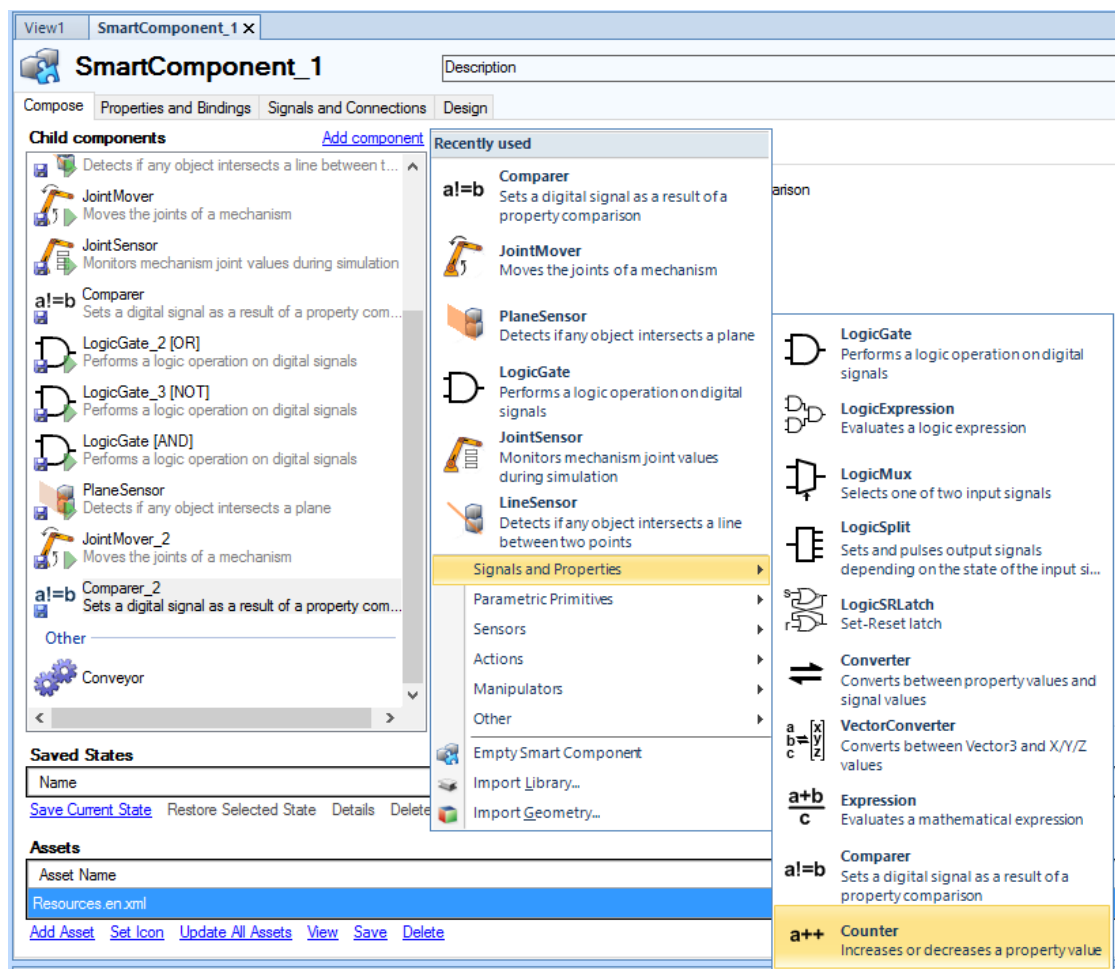 View1
SmartComponent_1 X
SmartComponent_1
Description
Compose
Properties and Bindings
Signals and Connections
Design
Child components
Add component
Detects if any object intersects a line between t...
JointMover
Moves the joints of a mechanism
JointSensor
Monitors mechanism joint values during simulation
a!=b
Comparer
Sets a digital signal as a result of a property com...
LogicGate_2 [OR]
Performs a logic operation on digital signals
LogicGate_3 [NOT]
Performs a logic operation on digital signals
LogicGate [AND]
Performs a logic operation on digital signals
PlaneSensor
Detects if any object intersects a plane
JointMover_2
Moves the joints of a mechanism
a!=b
Comparer_2
Sets a digital signal as a result of a property com...
Other
Conveyor
Saved States
Name
Save Current State
Restore Selected State
Details
Delete
Assets
Asset Name
Resources.en.xml
Add Asset
Set Icon
Update All Assets
View
Save
Delete
Recently used
a!=b
Comparer
Sets a digital signal as a result of a
property comparison
JointMover
Moves the joints of a mechanism
PlaneSensor
Detects if any object intersects a plane
LogicGate
Performs a logic operation on digital
signals
JointSensor
Monitors mechanism joint values
during simulation
LineSensor
Detects if any object intersects a line
between two points
Signals and Properties
Parametric Primitives
Sensors
Actions
Manipulators
Other
Empty Smart Component
Import Library...
Import Geometry...
arison
LogicGate
Performs a logic operation on digital
signals
LogicExpression
Evaluates a logic expression
LogicMux
Selects one of two input signals
LogicSplit
Sets and pulses output signals
depending on the state of the input si...
s
r
LogicSRLatch
Set-Reset latch
Converter
Converts between property values and
signal values
a [x]
b⇌[y]
c [z]
VectorConverter
Converts between Vector3 and X/Y/Z
values
a+b
c
Expression
Evaluates a mathematical expression
a!=b
Comparer
Sets a digital signal as a result of a
property comparison
a++
Counter
Increases or decreases a property value